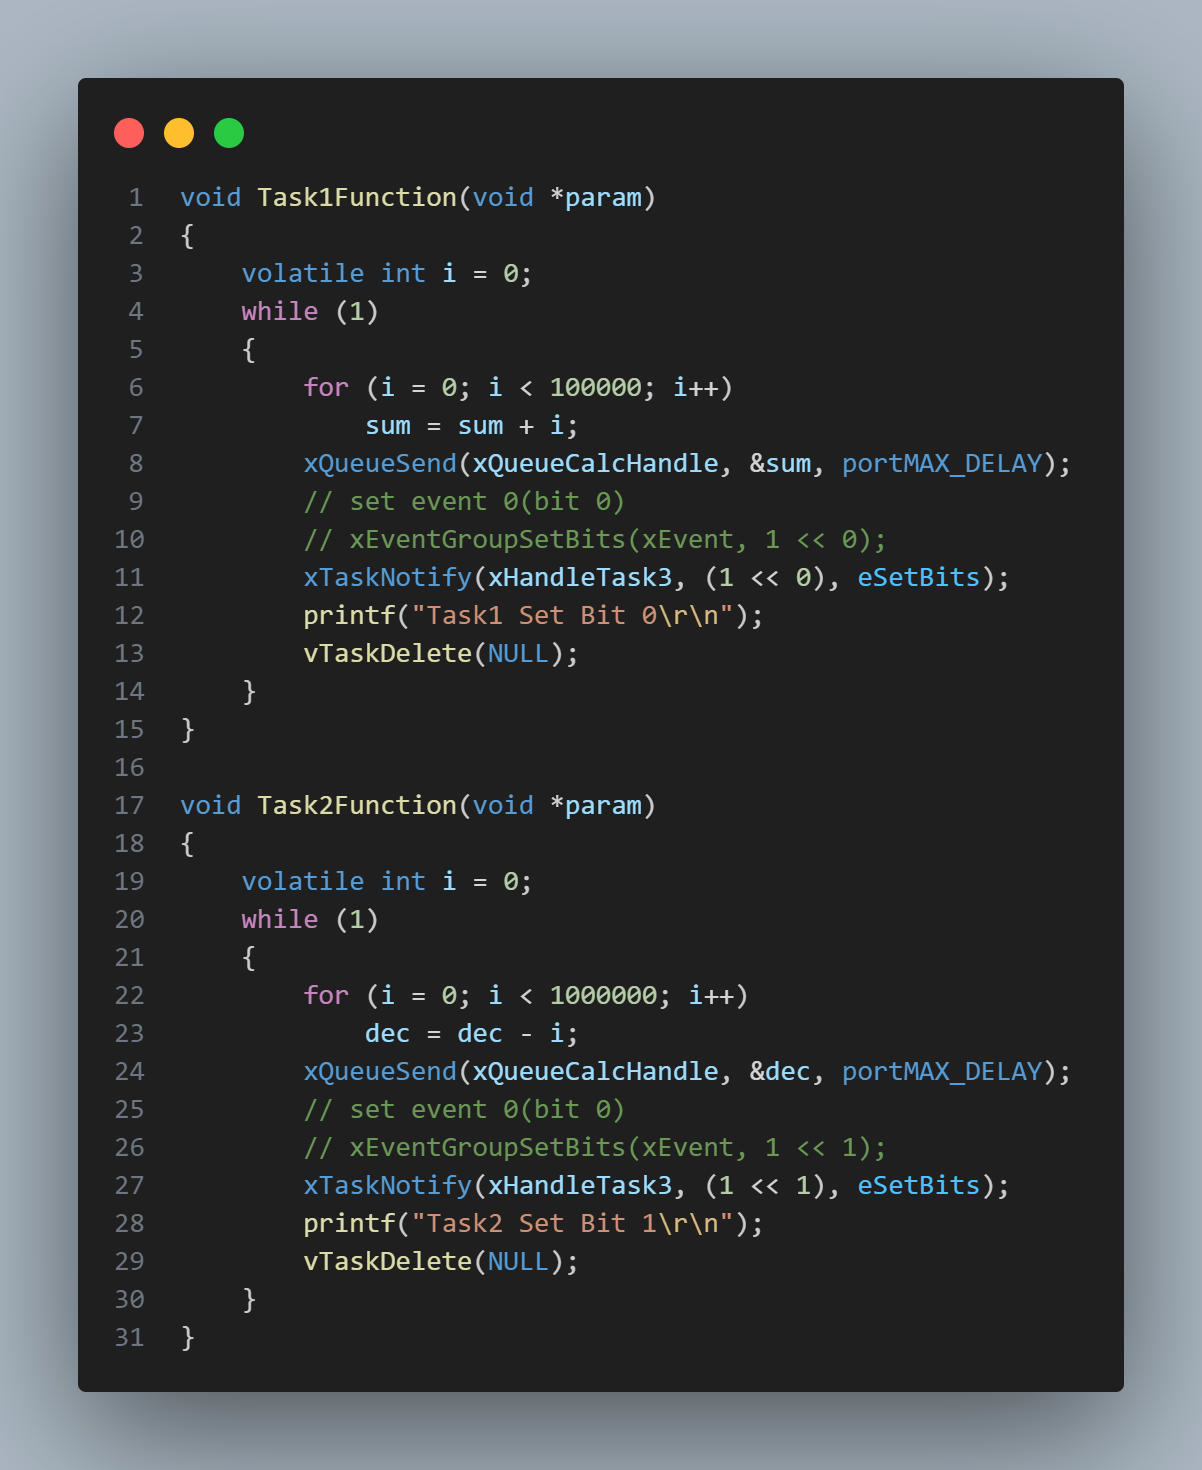 1 void Task1Function(void *param)
2 {
3     volatile int i = 0;
4     while (1)
5     {
6         for (i = 0; i < 100000; i++)
7             sum = sum + i;
8         xQueueSend(xQueueCalcHandle, &sum, portMAX_DELAY);
9         // set event 0(bit 0)
10         // xEventGroupSetBits(xEvent, 1 << 0);
11         xTaskNotify(xHandleTask3, (1 << 0), eSetBits);
12         printf("Task1 Set Bit 0\r\n");
13         vTaskDelete(NULL);
14     }
15 }
16
17 void Task2Function(void *param)
18 {
19     volatile int i = 0;
20     while (1)
21     {
22         for (i = 0; i < 1000000; i++)
23             dec = dec - i;
24         xQueueSend(xQueueCalcHandle, &dec, portMAX_DELAY);
25         // set event 0(bit 0)
26         // xEventGroupSetBits(xEvent, 1 << 1);
27         xTaskNotify(xHandleTask3, (1 << 1), eSetBits);
28         printf("Task2 Set Bit 1\r\n");
29         vTaskDelete(NULL);
30     }
31 }